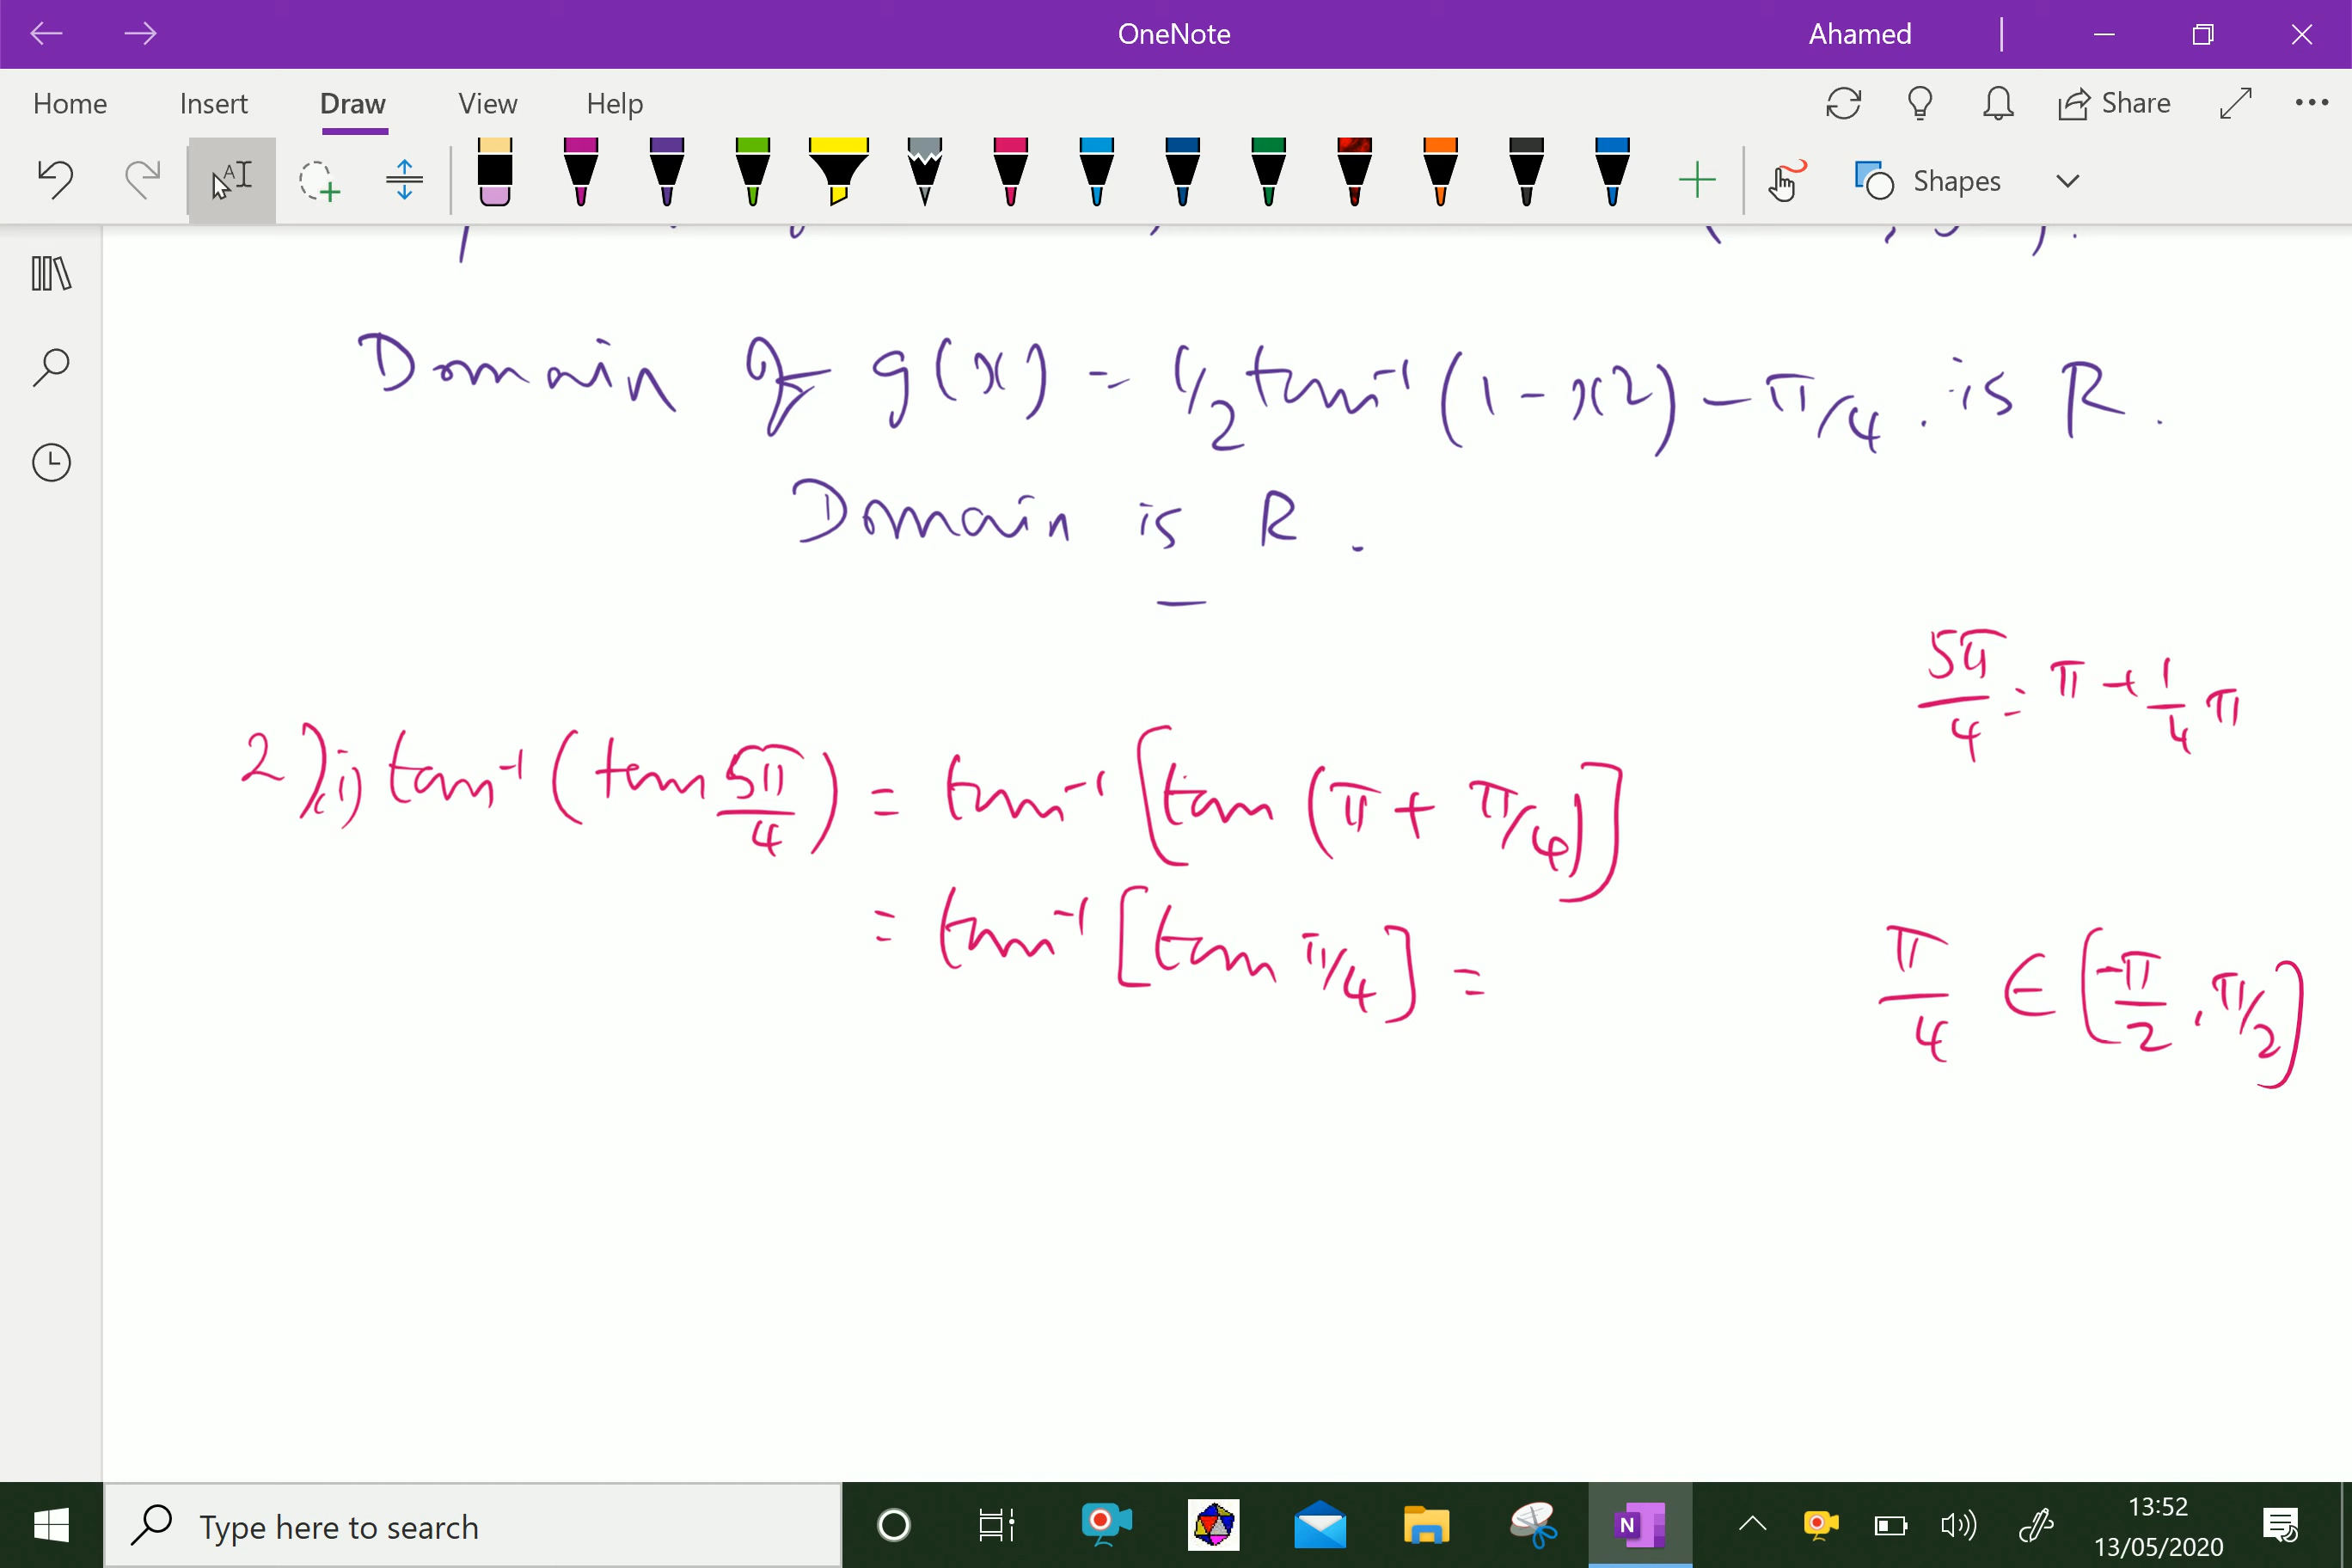 OneNote
Ahamed
Home Insert Draw View Help
Share
Shapes
Domain of g(x) = 1/2 tan⁻¹(1-x2) - π/4 . is R.
Domain is R.
5π/4 = π + 1/4 π
2) (i) tan⁻¹(tan 5π/4) = tan⁻¹[tan(π + π/4)]
= tan⁻¹[tan π/4] =
π/4 ∈ (-π/2, π/2)
Type here to search
13:52
13/05/2020